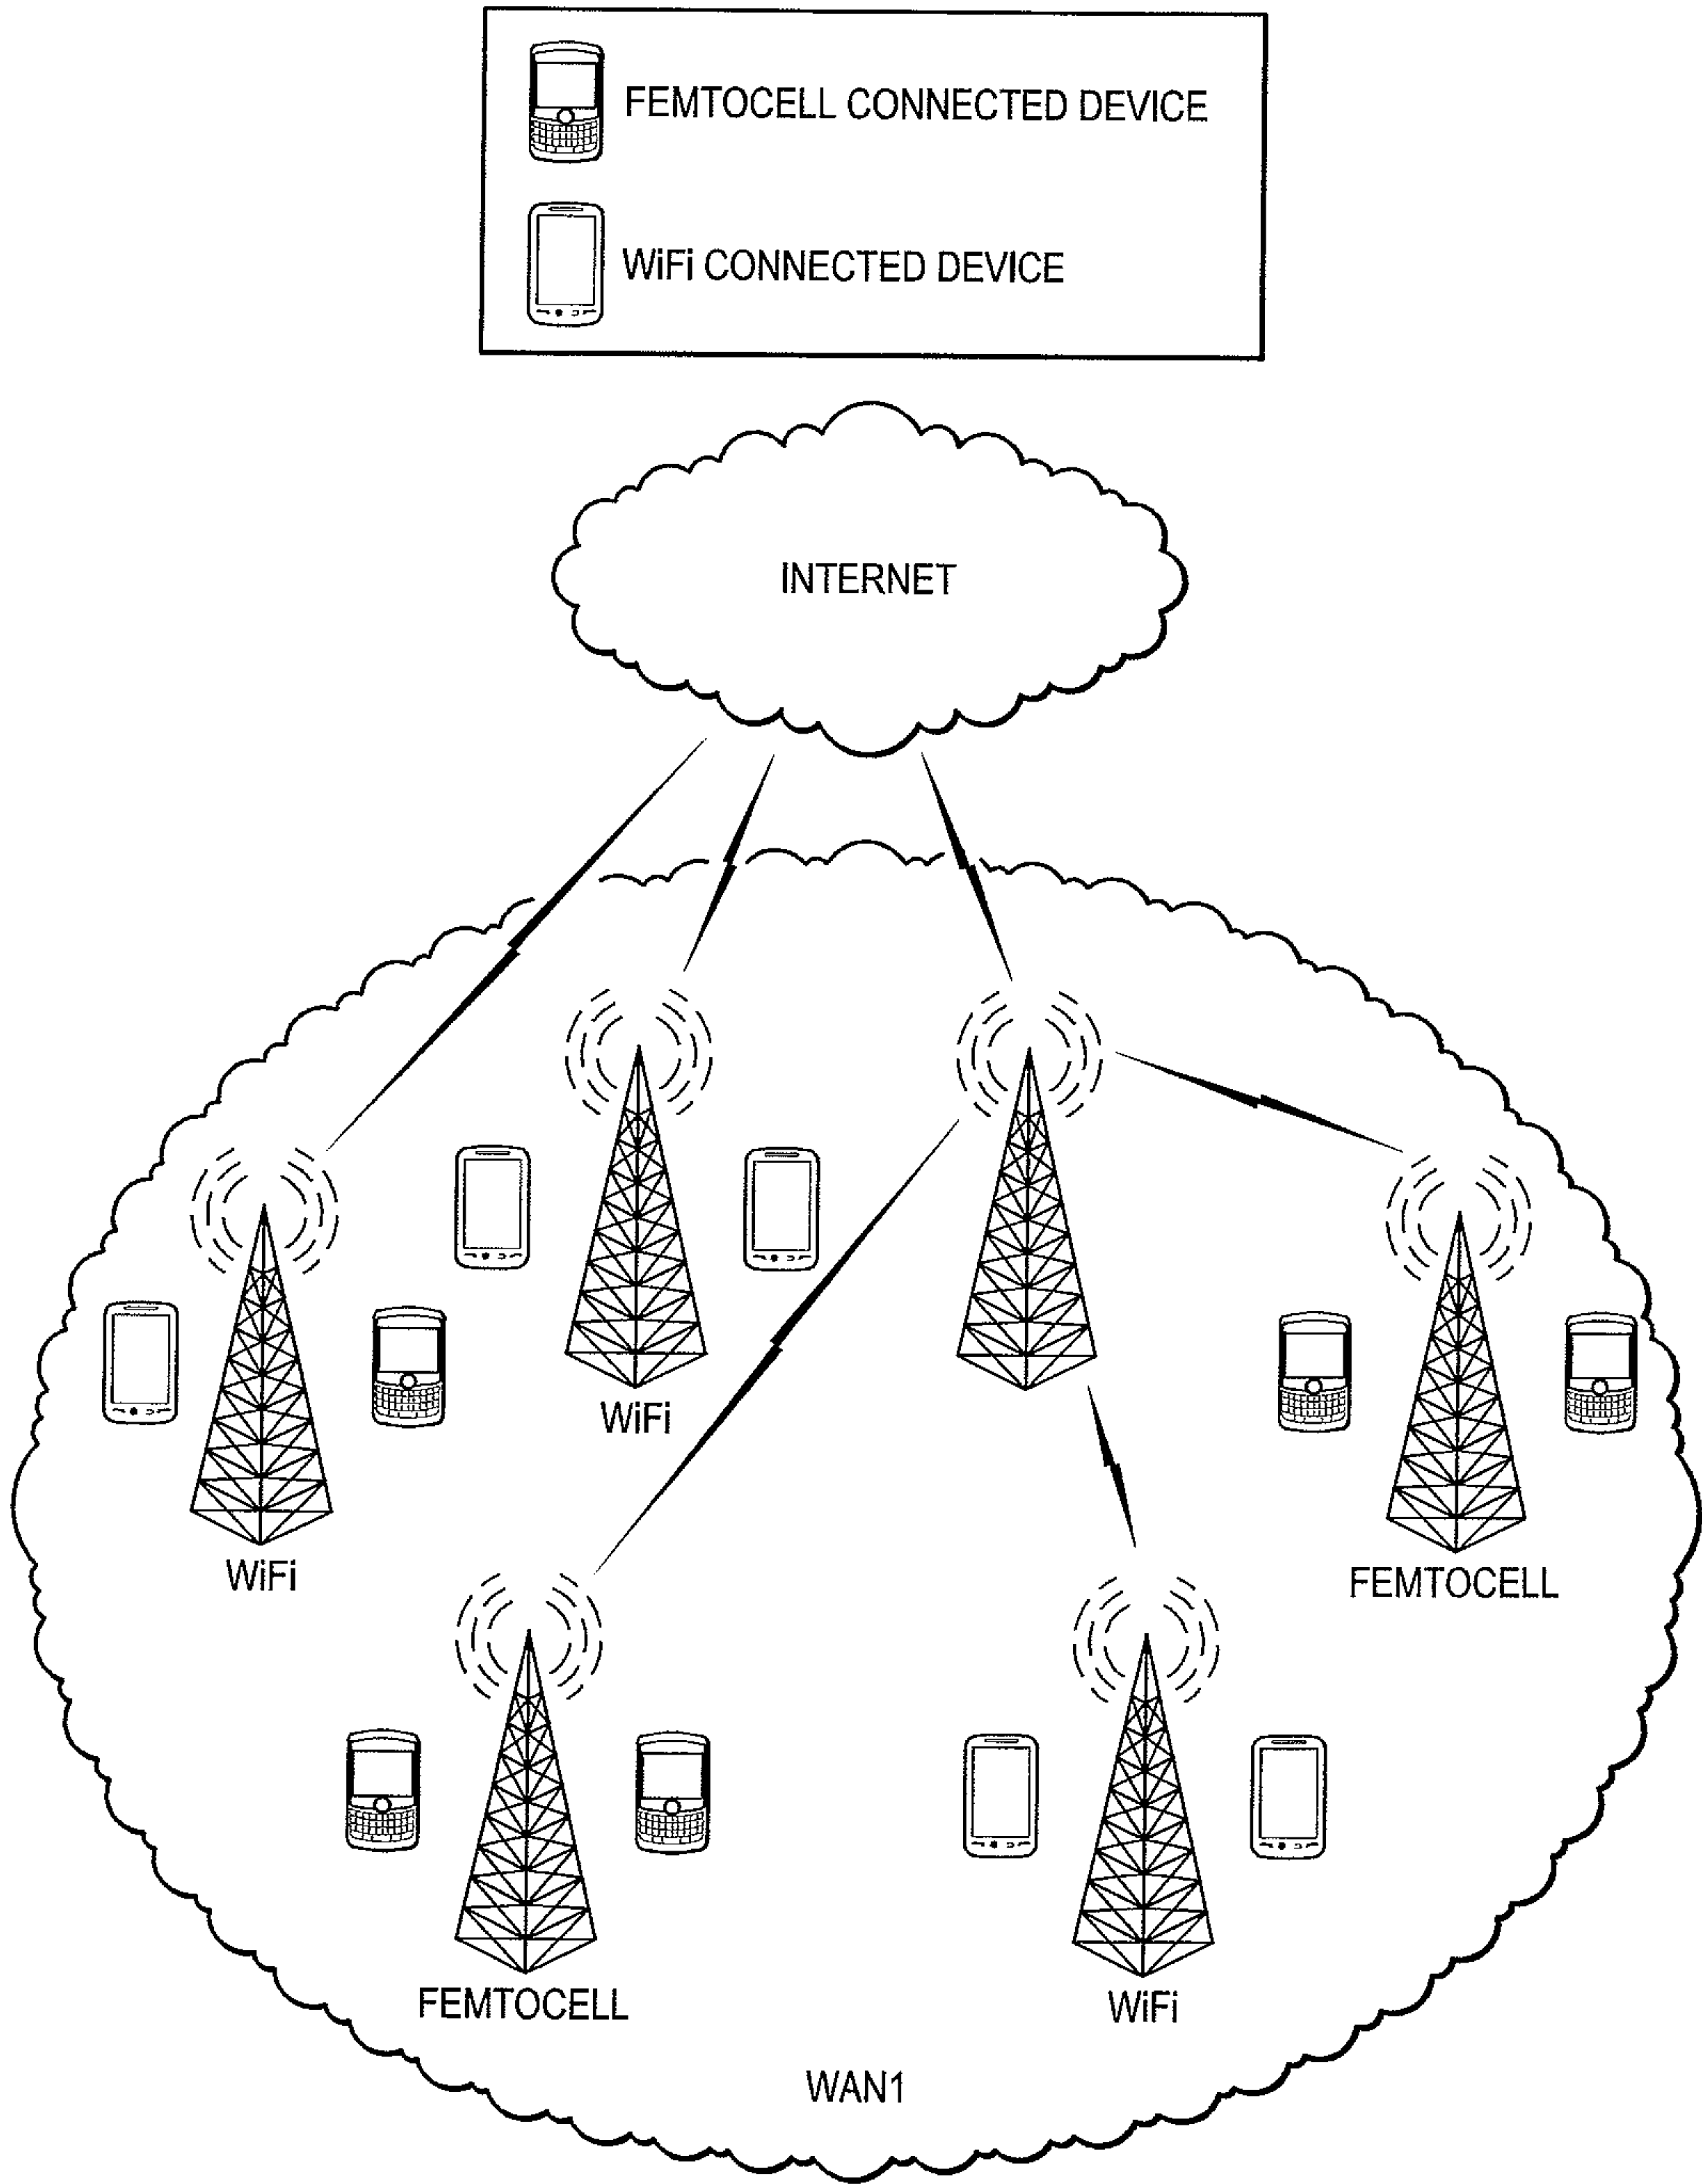 FEMTOCELL CONNECTED DEVICE
WiFi CONNECTED DEVICE
INTERNET
WiFi
WiFi
FEMTOCELL
FEMTOCELL
WiFi
WAN1